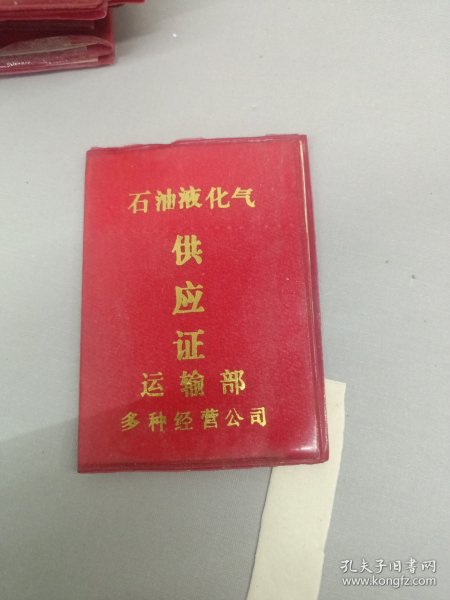 石油液化气
供
应
证
运输部
多种经营公司
孔夫子旧书网
www.kongfz.com